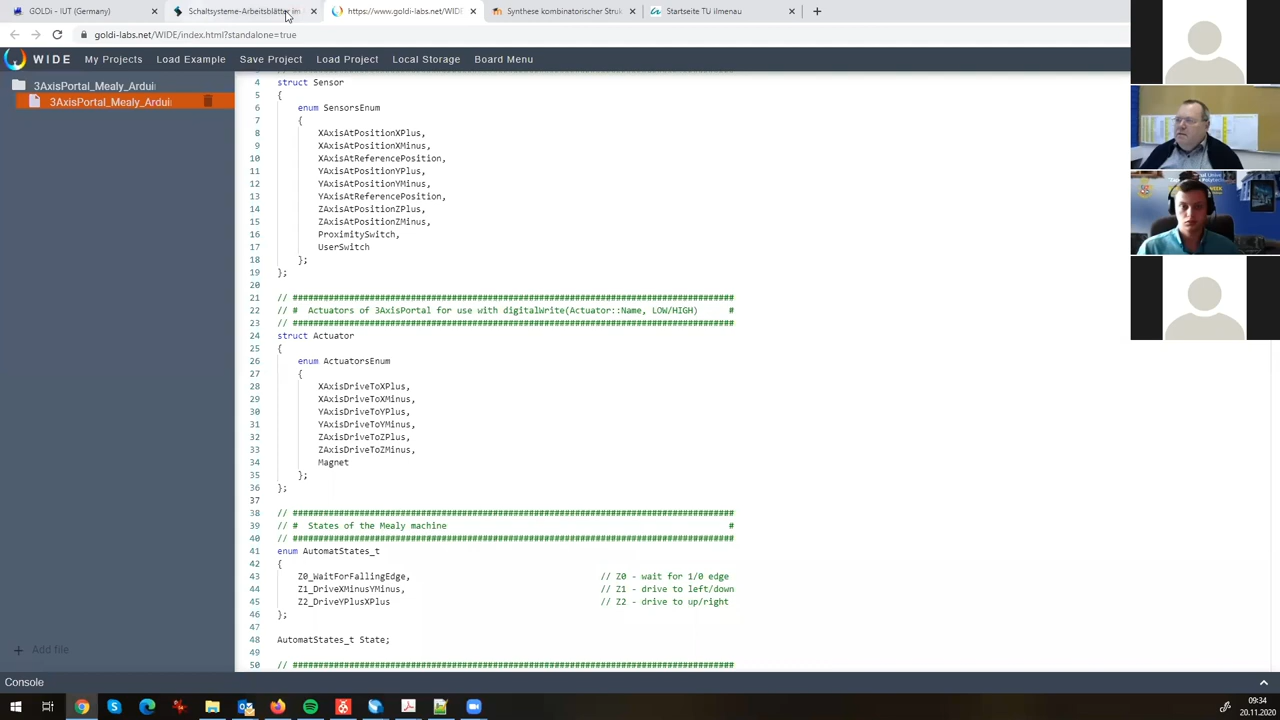 GOLDi - IUT (Germany)
Schaltsysteme-Arbeitsblätter im
https://www.goldi-labs.net/WIDE
Synthese kombinatorischer Struk
Startseite TU ilmenau
goldi-labs.net/WIDE/index.html?standalone=true
WIDE My Projects Load Example Save Project Load Project Local Storage Board Menu
3AxisPortal_Mealy_Ardui
3AxisPortal_Mealy_Ardui
4 struct Sensor
5 {
6 enum SensorsEnum
7 {
8 XAxisAtPositionXPlus,
9 XAxisAtPositionXMinus,
10 XAxisAtReferencePosition,
11 YAxisAtPositionYPlus,
12 YAxisAtPositionYMinus,
13 YAxisAtReferencePosition,
14 ZAxisAtPositionZPlus,
15 ZAxisAtPositionZMinus,
16 ProximitySwitch,
17 UserSwitch
18 };
19 };
20
21 // #####################################################################################
22 // # Actuators of 3AxisPortal for use with digitalWrite(Actuator::Name, LOW/HIGH) #
23 // #####################################################################################
24 struct Actuator
25 {
26 enum ActuatorsEnum
27 {
28 XAxisDriveToXPlus,
29 XAxisDriveToXMinus,
30 YAxisDriveToYPlus,
31 YAxisDriveToYMinus,
32 ZAxisDriveToZPlus,
33 ZAxisDriveToZMinus,
34 Magnet
35 };
36 };
37
38 // #####################################################################################
39 // # States of the Mealy machine #
40 // #####################################################################################
41 enum AutomatStates_t
42 {
43 Z0_WaitForFallingEdge, // Z0 - wait for 1/0 edge
44 Z1_DriveXMinusYMinus, // Z1 - drive to left/down
45 Z2_DriveYPlusXPlus // Z2 - drive to up/right
46 };
47
48 AutomatStates_t State;
49
50 // #####################################################################################
Add file
Console
09:34
20.11.2020